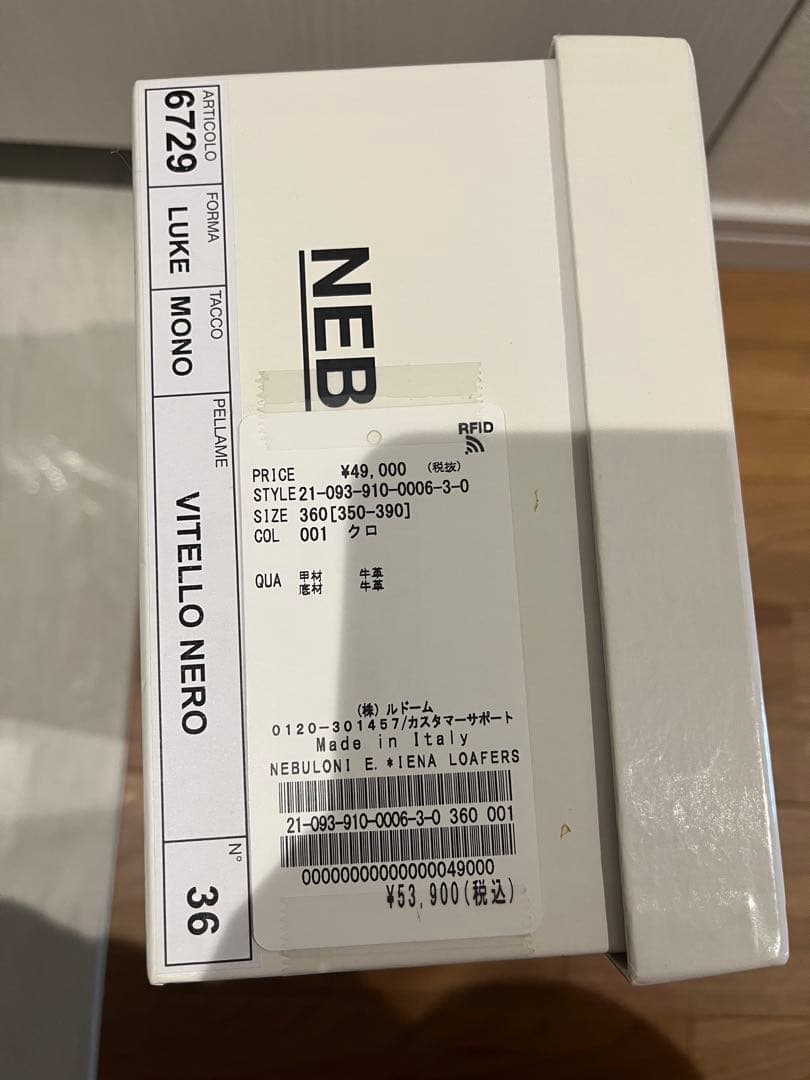 ARTICOLO
6729
FORMA
LUKE
TACCO
MONO
PELLAME
VITELLO NERO
N°
36
NEB
RFID
PRICE ¥49,000 (税抜)
STYLE 21-093-910-0006-3-0
SIZE 360[350-390]
COL 001 クロ
QUA 甲材 牛革
底材 牛革
(株)ルドーム
0120-301457/カスタマーサポート
Made in Italy
NEBULONI E. *IENA LOAFERS
21-093-910-0006-3-0 360 001
00000000000000049000
¥53,900(税込)